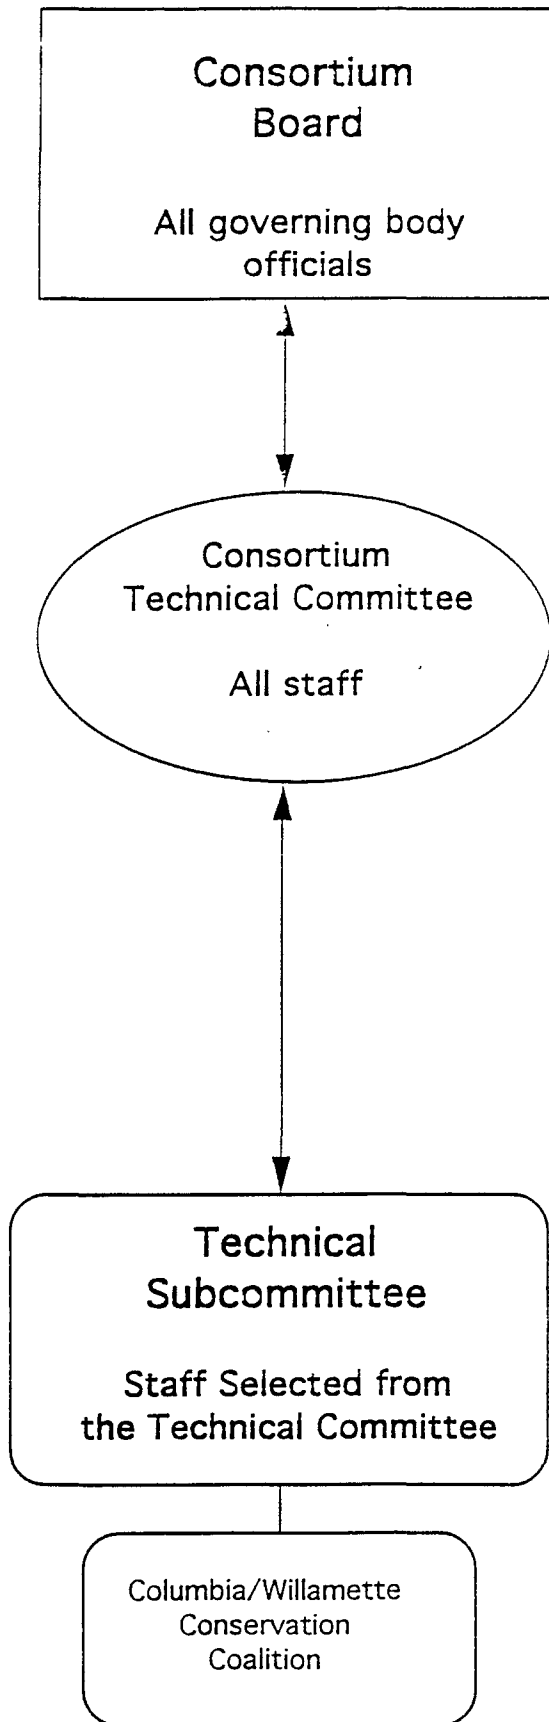 Consortium
Board
All governing body
officials
Consortium
Technical Committee
All staff
Technical
Subcommittee
Staff Selected from
the Technical Committee
Columbia/Willamette
Conservation
Coalition